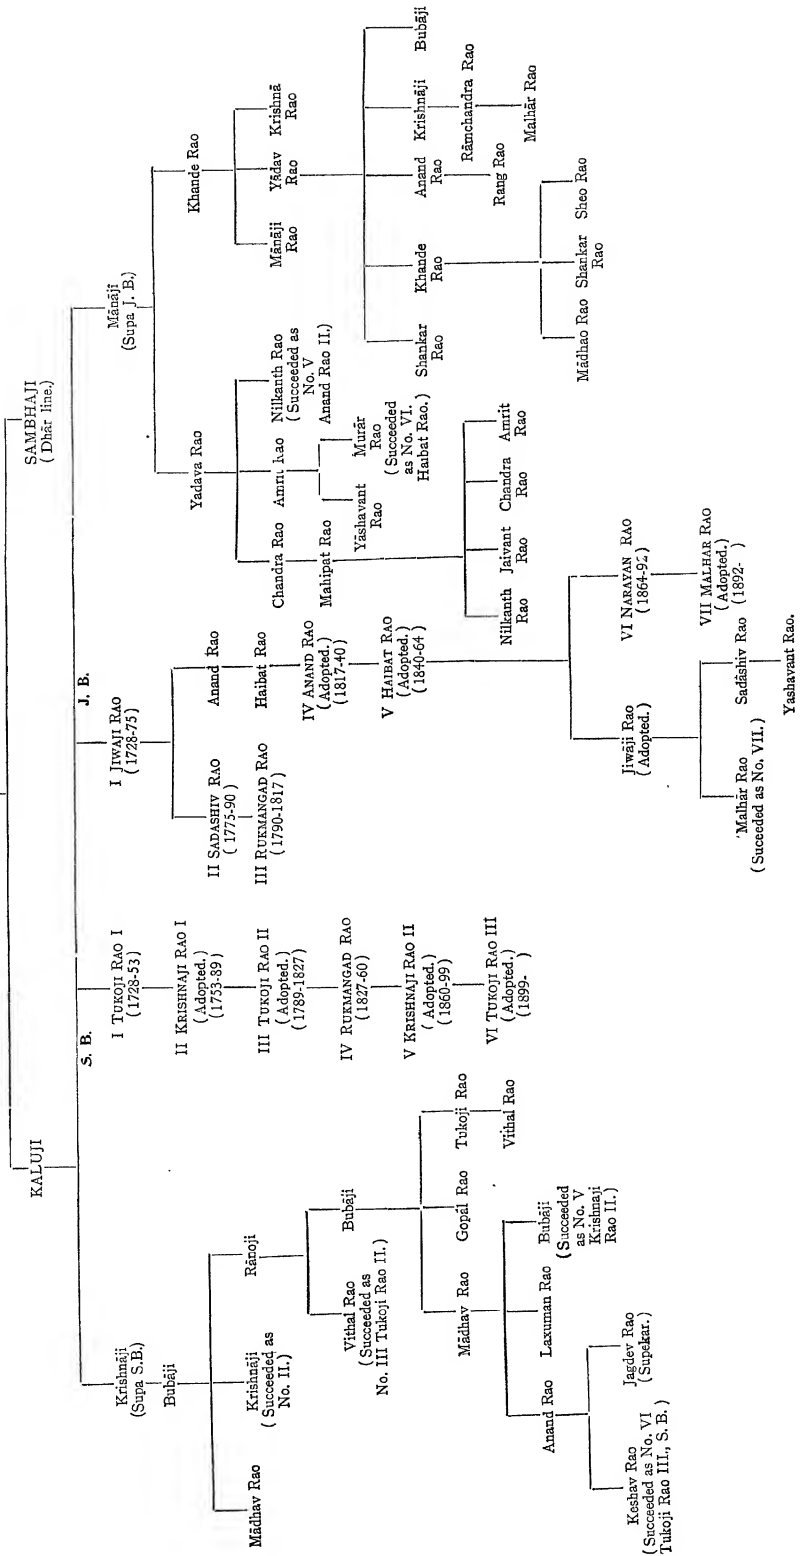 KALUJI
SAMBHAJI
(Dhār line.)
S. B.
J. B.
Krishnāji
(Supa S.B.)
Bubāji
Mādhav Rao
Krishnāji
(Succeeded as
No. II.)
Rānoji
Vithal Rao
(Succeeded as
No. III Tukoji Rao II.)
Bubāji
Mādhav Rao
Gopāl Rao
Tukoji Rao
Vithal Rao
Anand Rao
Laxuman Rao
Bubāji
(Succeeded
as No. V
Krishnaji
Rao II.)
Keshav Rao
(Succeeded as No. VI
Tukoji Rao III., S. B.)
Jagdev Rao
(Supekar.)
I TUKOJI RAO I
(1728-53)
II KRISHNAJI RAO I
(Adopted.)
(1753-89)
III TUKOJI RAO II
(Adopted.)
(1789-1827)
IV RUKMANGAD RAO
(1827-60)
V KRISHNAJI RAO II
(Adopted.)
(1860-99)
VI TUKOJI RAO III
(Adopted.)
(1899- )
I JIWAJI RAO
(1728-75)
II SADASHIV RAO
(1775-90)
III RUKMANGAD RAO
(1790-1817)
Anand Rao
Haibat Rao
IV ANAND RAO
(Adopted.)
(1817-40)
V HAIBAT RAO
(Adopted.)
(1840-64)
Jiwāji Rao
(Adopted.)
VI NARAYAN RAO
(1864-92)
VII MALHAR RAO
(Adopted.)
(1892- )
Malhār Rao
(Succeeded as No. VII.)
Sadāshiv Rao
Yashavant Rao.
Mānājī
(Supa J. B.)
Yadava Rao
Khande Rao
Chandra Rao
Amrit Rao
Nilkanth Rao
(Succeeded as
No. V
Anand Rao II.)
Mahipat Rao
Yāshavant
Rao
Murār
Rao
(Succeeded
as No. VI.
Haibat Rao.)
Nilkanth
Rao
Jaivant
Rao
Chandra
Rao
Amrit
Rao
Mānāji
Rao
Yādav
Rao
Krishnā
Rao
Shankar
Rao
Khande
Rao
Anand
Rao
Krishnāji
Bubāji
Rang Rao
Rāmchandra Rao
Malhār Rao
Mādhao Rao
Shankar
Rao
Sheo Rao